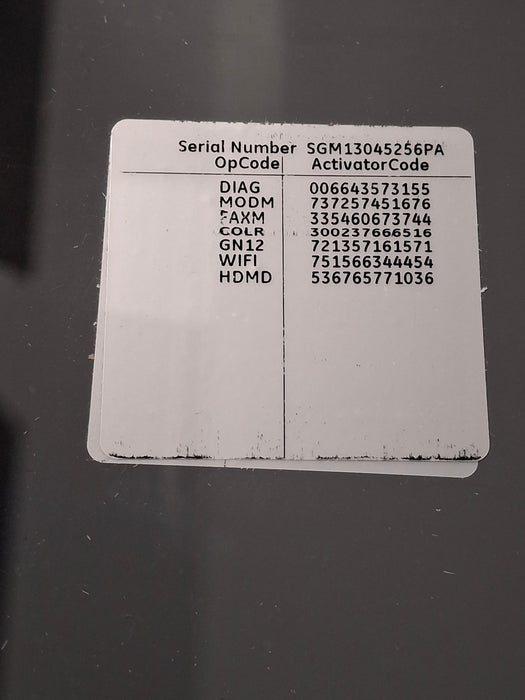 Serial Number SGM13045256PA
OpCode ActivatorCode
DIAG 006643573155
MODM 737257451676
FAXM 335460673744
COLR 300237666516
GN12 721357161571
WIFI 751566344454
HDMD 536765771036